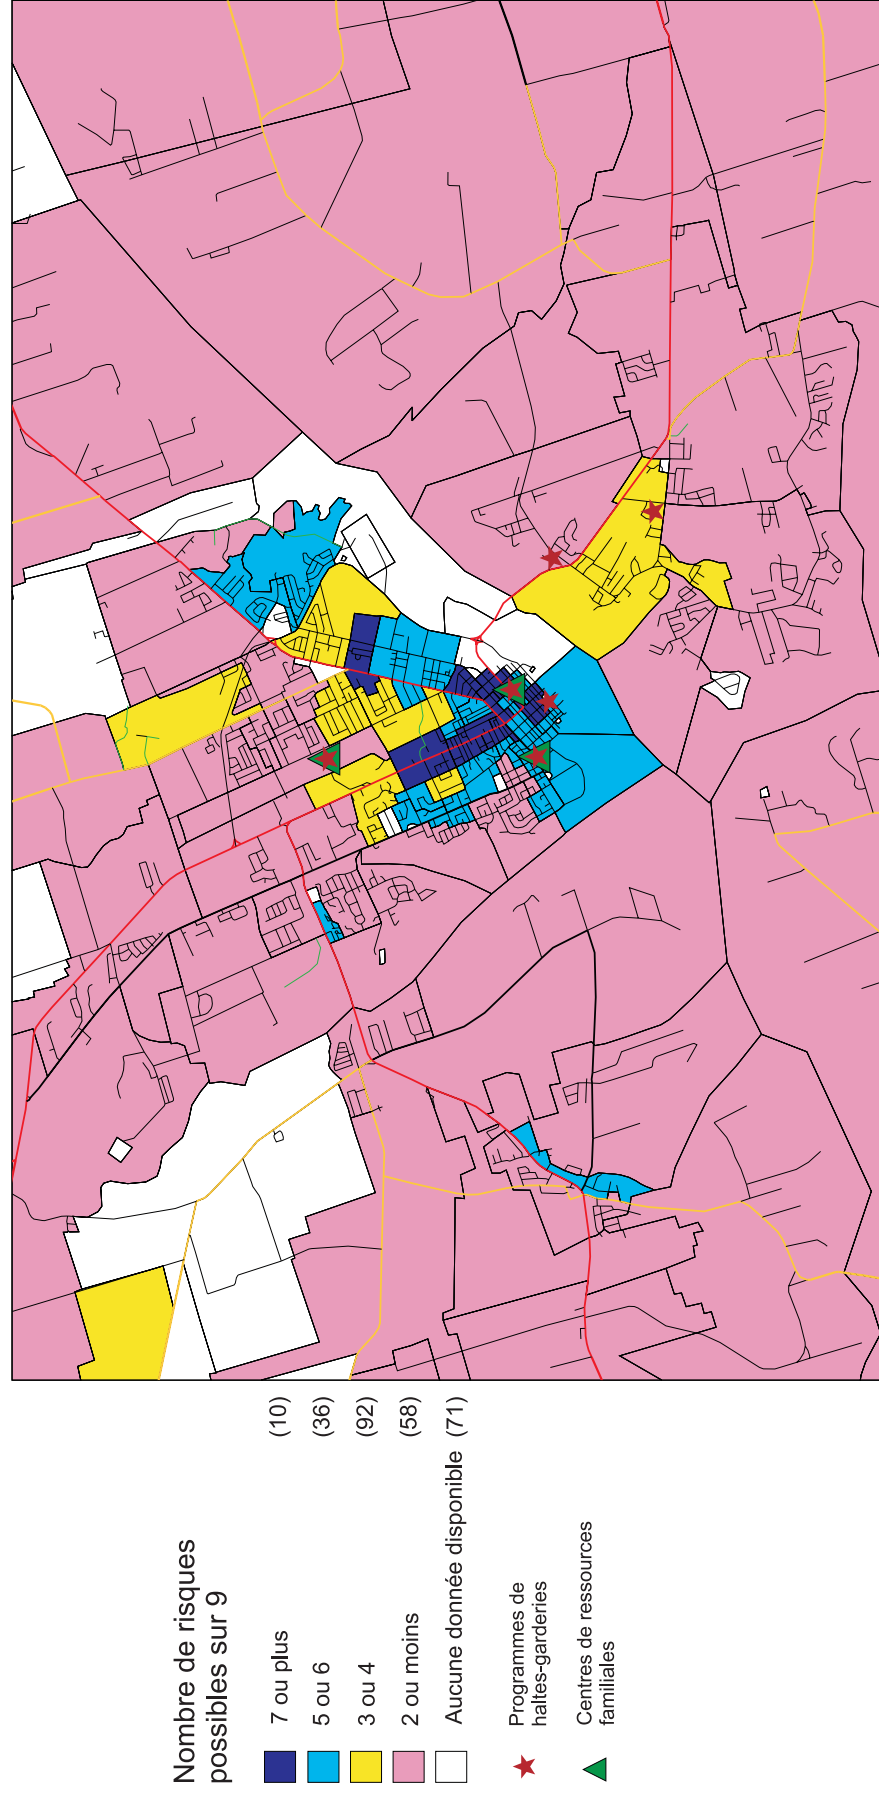 Nombre de risques
possibles sur 9
7 ou plus (10)
5 ou 6 (36)
3 ou 4 (92)
2 ou moins (58)
Aucune donnée disponible (71)
Programmes de
haltes-garderies
Centres de ressources
familiales